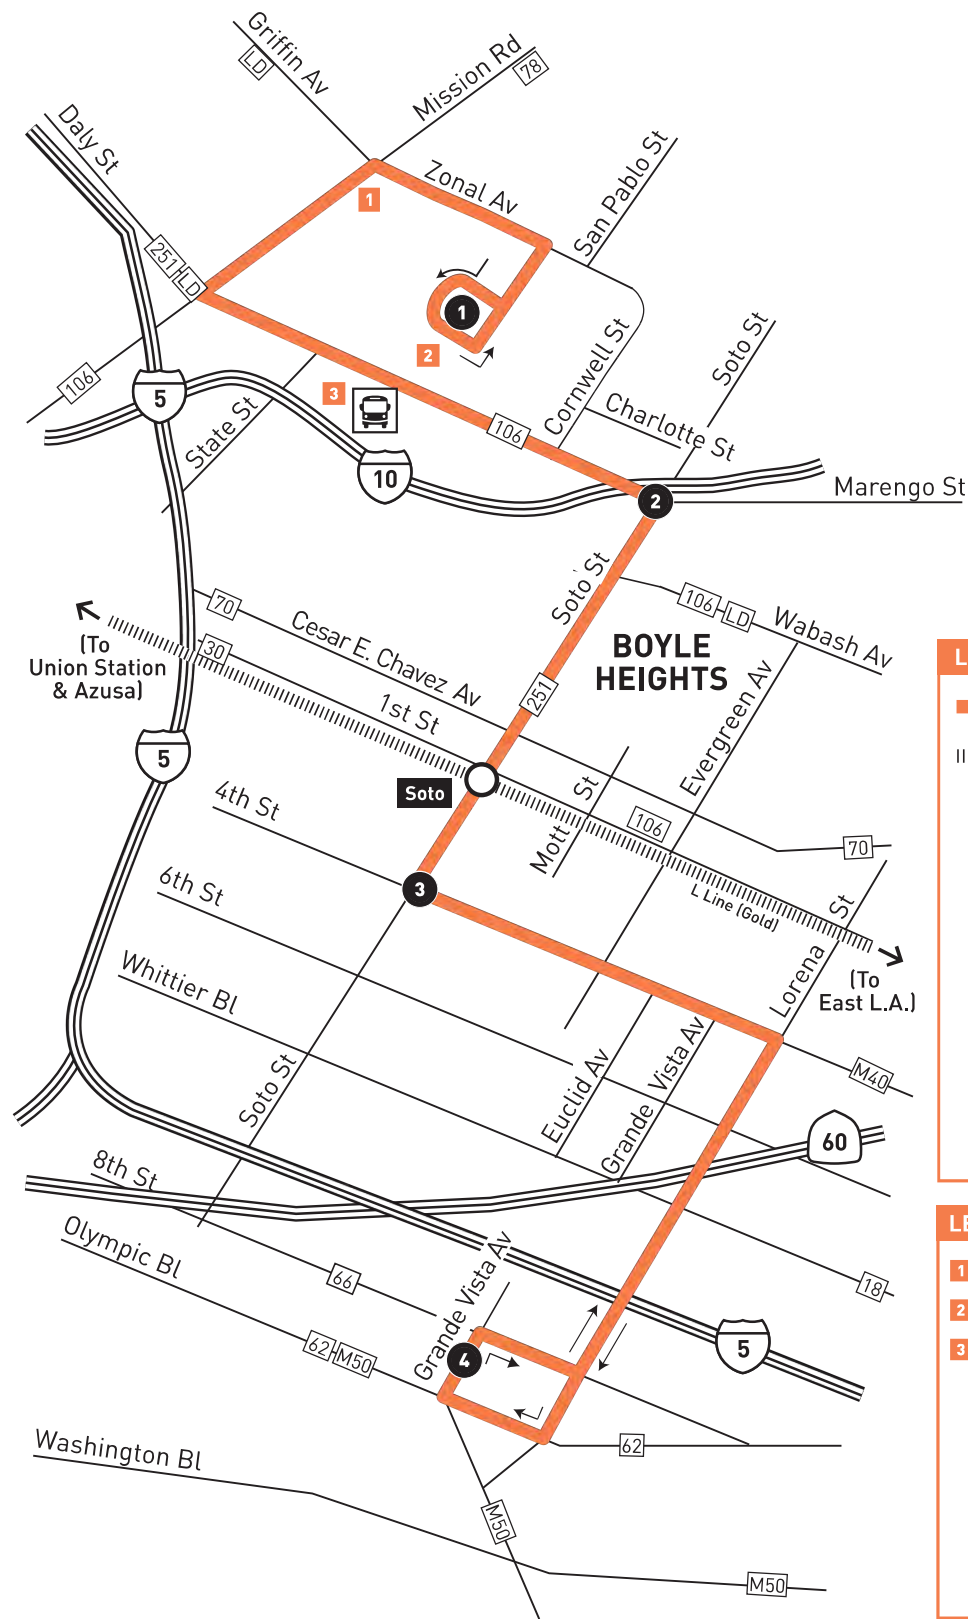 Griffin Av
LD
Mission Rd
78
Daly St
Zonal Av
San Pablo St
1
251
LD
1
2
Soto St
106
5
3
State St
Cornwell St
Charlotte St
106
10
Marengo St
2
Soto St
70
Cesar E. Chavez Av
106
LD
Wabash Av
(To
Union Station
& Azusa)
30
BOYLE
HEIGHTS
1st St
251
Evergreen Av
5
Soto
4th St
Mott St
106
70
6th St
3
L Line (Gold)
Lorena St
Whittier Bl
(To
East L.A.)
Soto St
Euclid Av
Grande Vista Av
M40
60
8th St
Olympic Bl
66
Grande Vista Av
18
62
M50
4
5
Washington Bl
62
M50
M50
L
LE
1
2
3